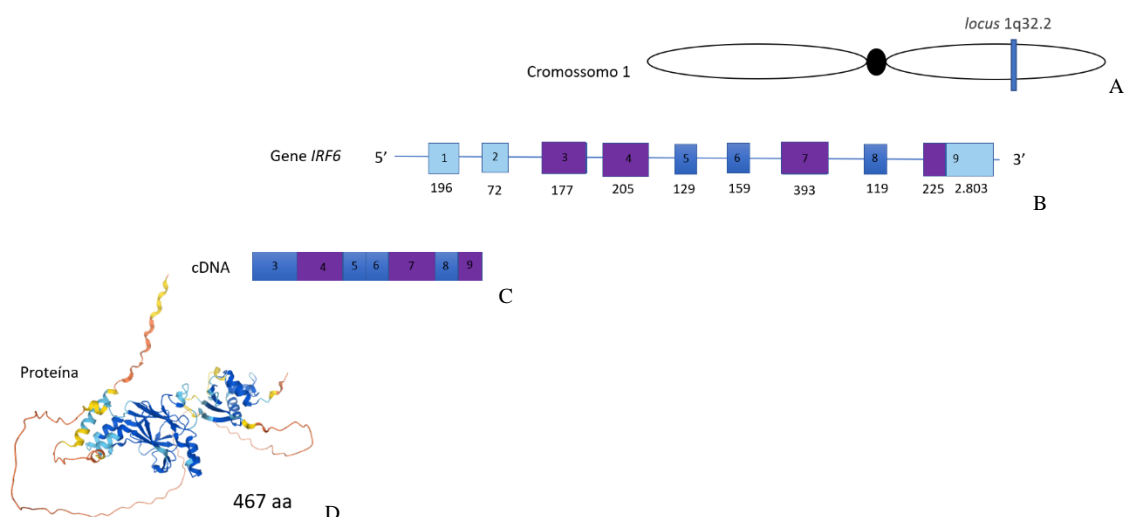 locus 1q32.2
Cromossomo 1
A
Gene IRF6 5’ 1 2 3 4 5 6 7 8 9 3’
196 72 177 205 129 159 393 119 225 2.803
B
cDNA 3 4 5 6 7 8 9
C
Proteína
467 aa
D